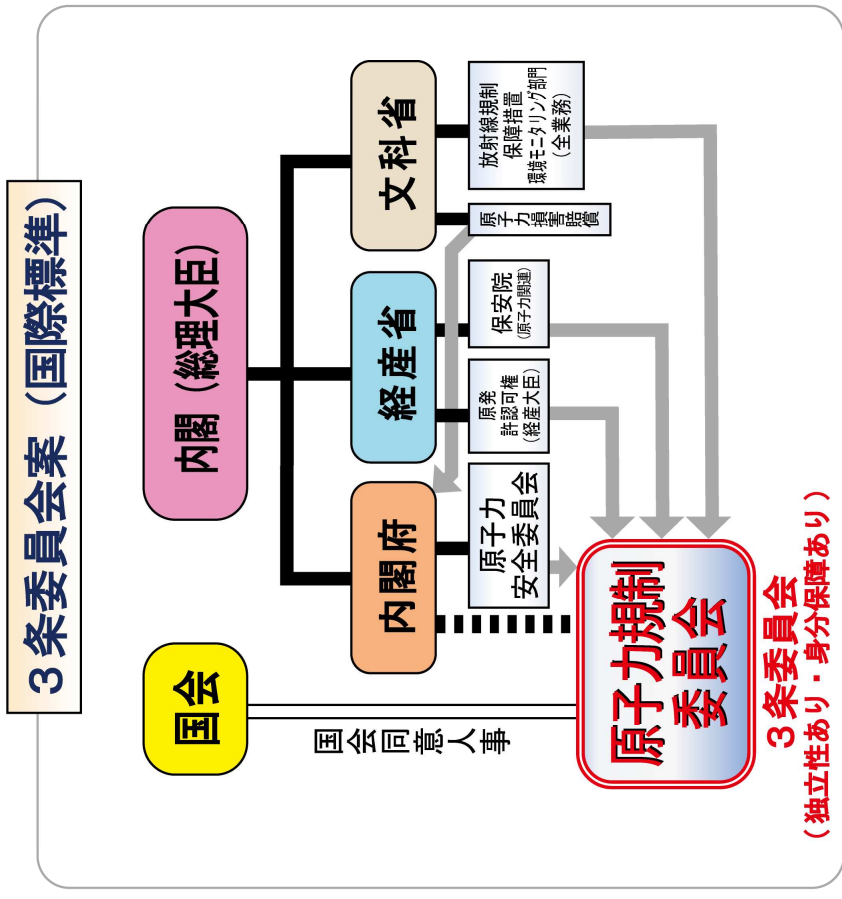 3条委員会案（国際標準）
国会
内閣（総理大臣）
内閣府
経産省
文科省
国会同意人事
原子力
安全委員会
原発
許認可権
（経産大臣）
保安院
（原子力関連）
原子力損害賠償
放射線規制
保障措置
環境モニタリング部門
（全業務）
原子力規制
委員会
3条委員会
（独立性あり・身分保障あり）